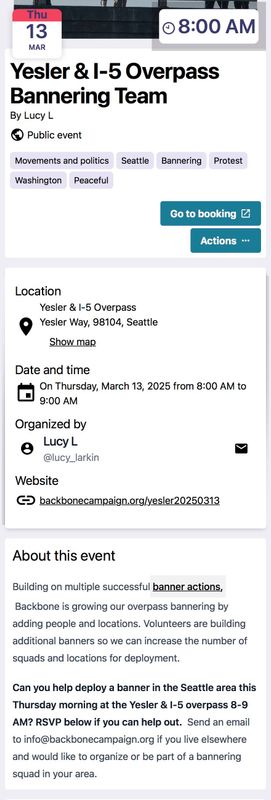 Thu
13
MAR
8:00 AM
Yesler & I-5 Overpass
Bannering Team
By Lucy L
Public event
Movements and politics Seattle Bannering Protest
Washington Peaceful
Go to booking
Actions ···
Location
Yesler & I-5 Overpass
Yesler Way, 98104, Seattle
Show map
Date and time
On Thursday, March 13, 2025 from 8:00 AM to
9:00 AM
Organized by
Lucy L
@lucy_larkin
Website
backbonecampaign.org/yesler20250313
About this event
Building on multiple successful banner actions,
Backbone is growing our overpass bannering by
adding people and locations. Volunteers are building
additional banners so we can increase the number of
squads and locations for deployment.
Can you help deploy a banner in the Seattle area this
Thursday morning at the Yesler & I-5 overpass 8-9
AM? RSVP below if you can help out. Send an email
to info@backbonecampaign.org if you live elsewhere
and would like to organize or be part of a bannering
squad in your area.